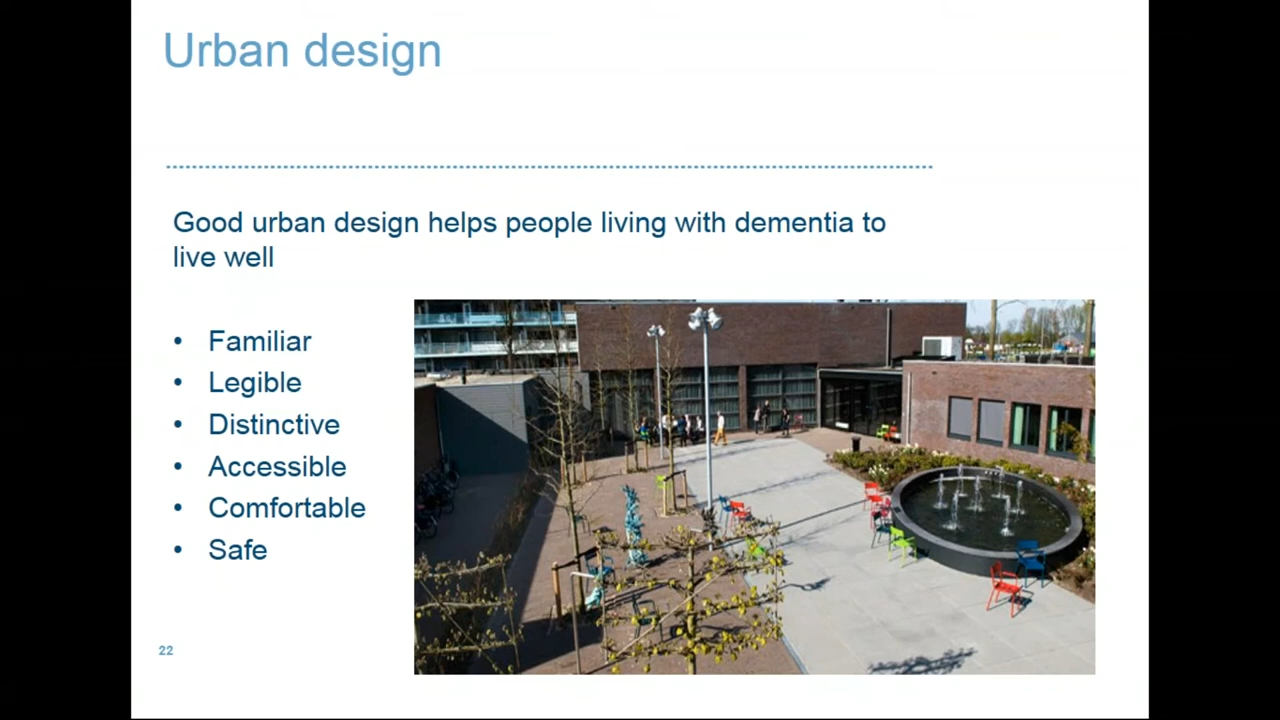 Urban design
Good urban design helps people living with dementia to
live well
• Familiar
• Legible
• Distinctive
• Accessible
• Comfortable
• Safe
22